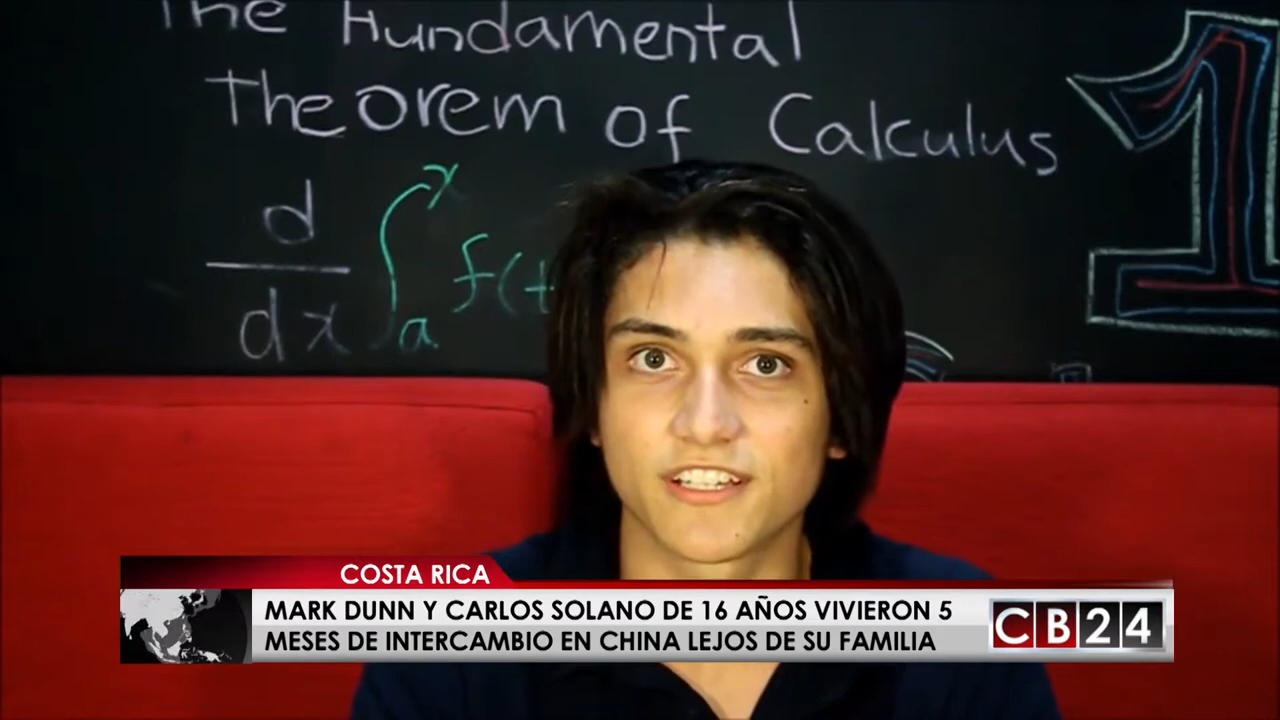 The Fundamental
Theorem of Calculus
1
d
dx
x
a
f(t
COSTA RICA
MARK DUNN Y CARLOS SOLANO DE 16 AÑOS VIVIERON 5
MESES DE INTERCAMBIO EN CHINA LEJOS DE SU FAMILIA
CB24